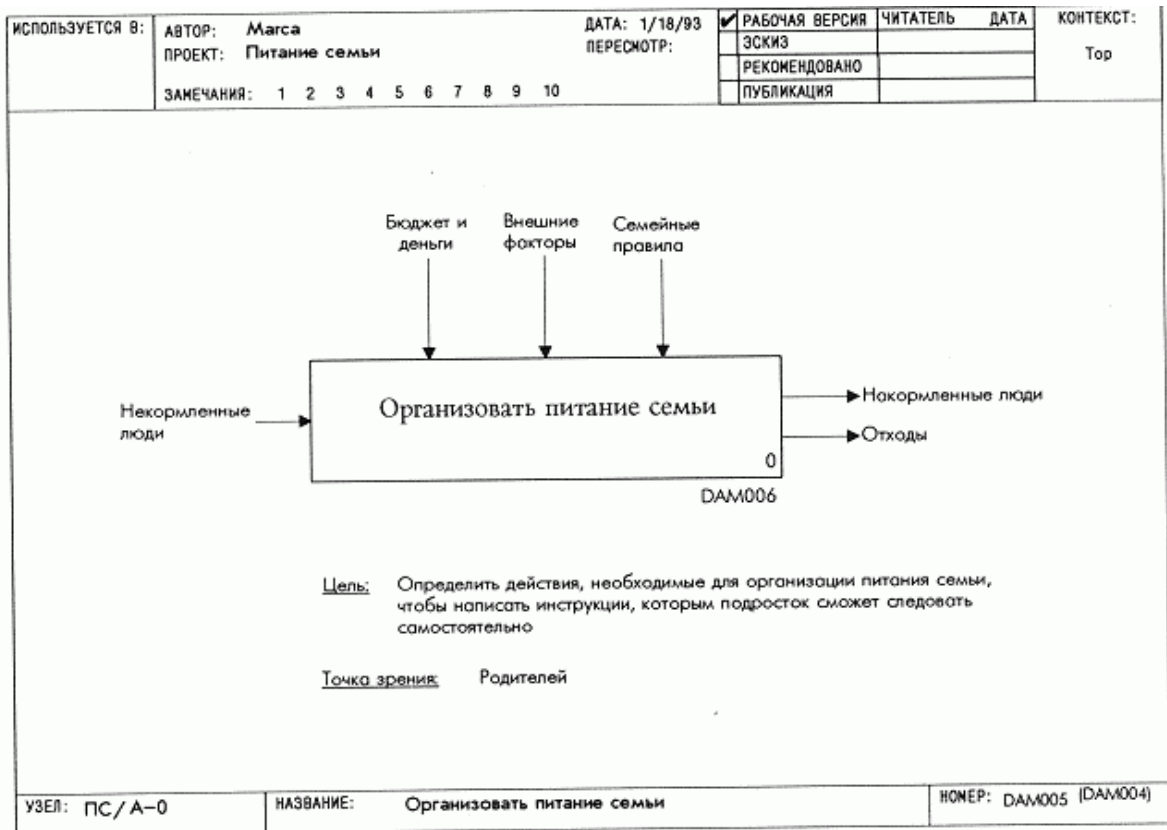 ИСПОЛЬЗУЕТСЯ В:
АВТОР: Marca
ДАТА: 1/18/93
ПРОЕКТ: Питание семьи
ПЕРЕСМОТР:
ЗАМЕЧАНИЯ: 1 2 3 4 5 6 7 8 9 10
✔ РАБОЧАЯ ВЕРСИЯ
ЭСКИЗ
РЕКОМЕНДОВАНО
ПУБЛИКАЦИЯ
ЧИТАТЕЛЬ ДАТА
КОНТЕКСТ:
Top
Бюджет и
деньги
Внешние
факторы
Семейные
правила
Некормленные
люди
Организовать питание семьи
0
Накормленные люди
Отходы
DAM006
Цель: Определить действия, необходимые для организации питания семьи,
чтобы написать инструкции, которым подросток сможет следовать
самостоятельно
Точка зрения: Родителей
УЗЕЛ: ПС/А-0
НАЗВАНИЕ: Организовать питание семьи
НОМЕР: DAM005 (DAM004)